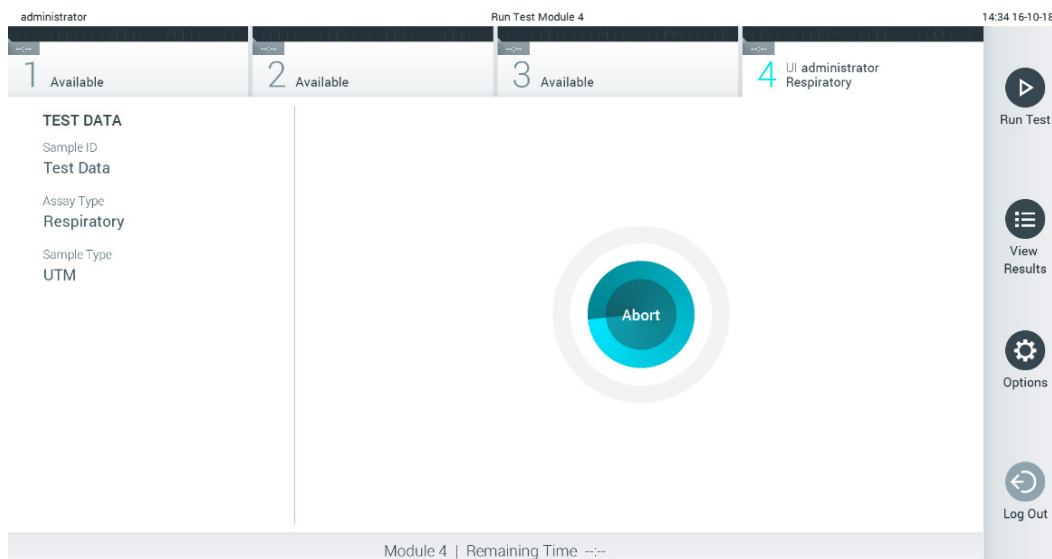 administrator
Run Test Module 4
14:34 16-10-18
--:--
1 Available
--:--
2 Available
--:--
3 Available
--:--
4 UI administrator
Respiratory
TEST DATA
Sample ID
Test Data
Assay Type
Respiratory
Sample Type
UTM
Abort
Run Test
View
Results
Options
Log Out
Module 4 | Remaining Time --:--